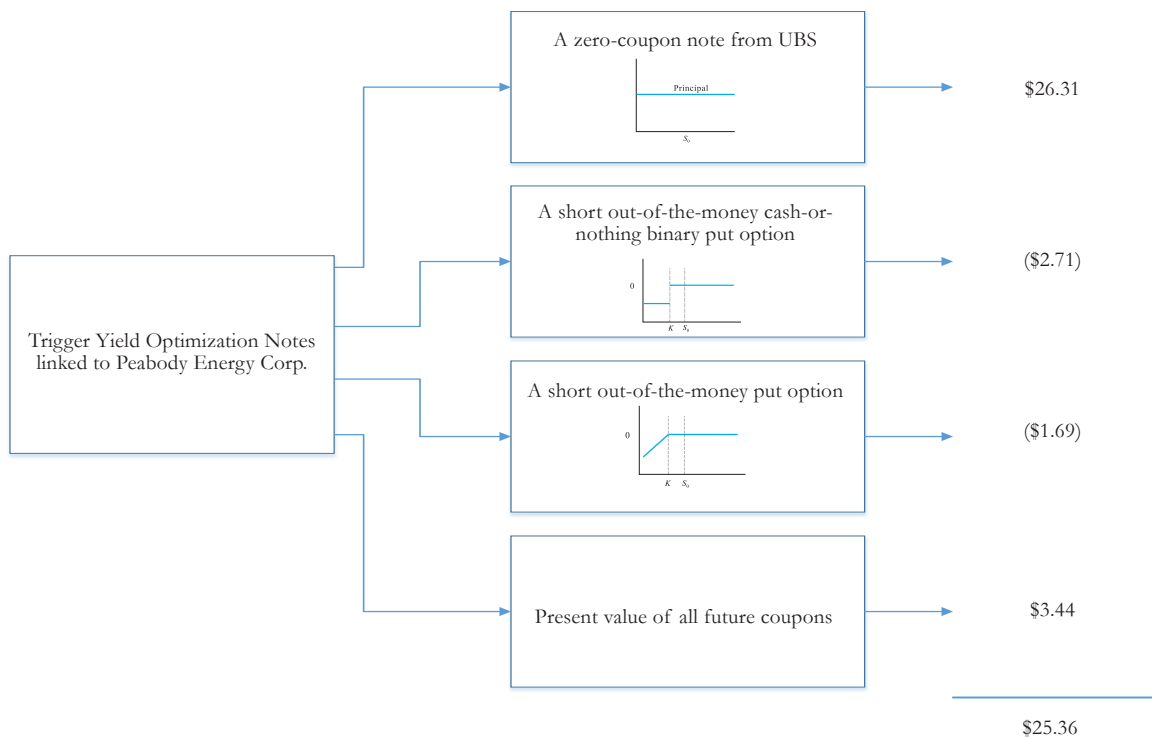 A zero-coupon note from UBS
Principal
S0
$26.31
A short out-of-the-money cash-or-
nothing binary put option
0
K S0
($2.71)
Trigger Yield Optimization Notes
linked to Peabody Energy Corp.
A short out-of-the-money put option
0
K S0
($1.69)
Present value of all future coupons
$3.44
$25.36